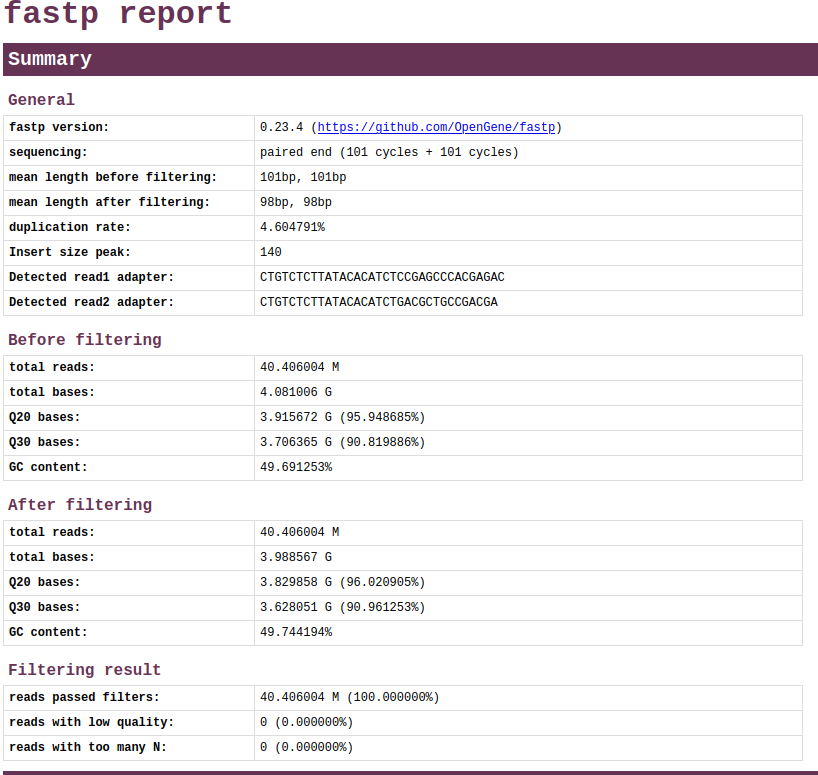 fastp report
Summary
General
fastp version: 0.23.4 (https://github.com/OpenGene/fastp)
sequencing: paired end (101 cycles + 101 cycles)
mean length before filtering: 101bp, 101bp
mean length after filtering: 98bp, 98bp
duplication rate: 4.604791%
Insert size peak: 140
Detected read1 adapter: CTGTCTCTTATACACATCTCCGAGCCCACGAGAC
Detected read2 adapter: CTGTCTCTTATACACATCTGACGCTGCCGACGA
Before filtering
total reads: 40.406004 M
total bases: 4.081006 G
Q20 bases: 3.915672 G (95.948685%)
Q30 bases: 3.706365 G (90.819886%)
GC content: 49.691253%
After filtering
total reads: 40.406004 M
total bases: 3.988567 G
Q20 bases: 3.829858 G (96.020905%)
Q30 bases: 3.628051 G (90.961253%)
GC content: 49.744194%
Filtering result
reads passed filters: 40.406004 M (100.000000%)
reads with low quality: 0 (0.000000%)
reads with too many N: 0 (0.000000%)